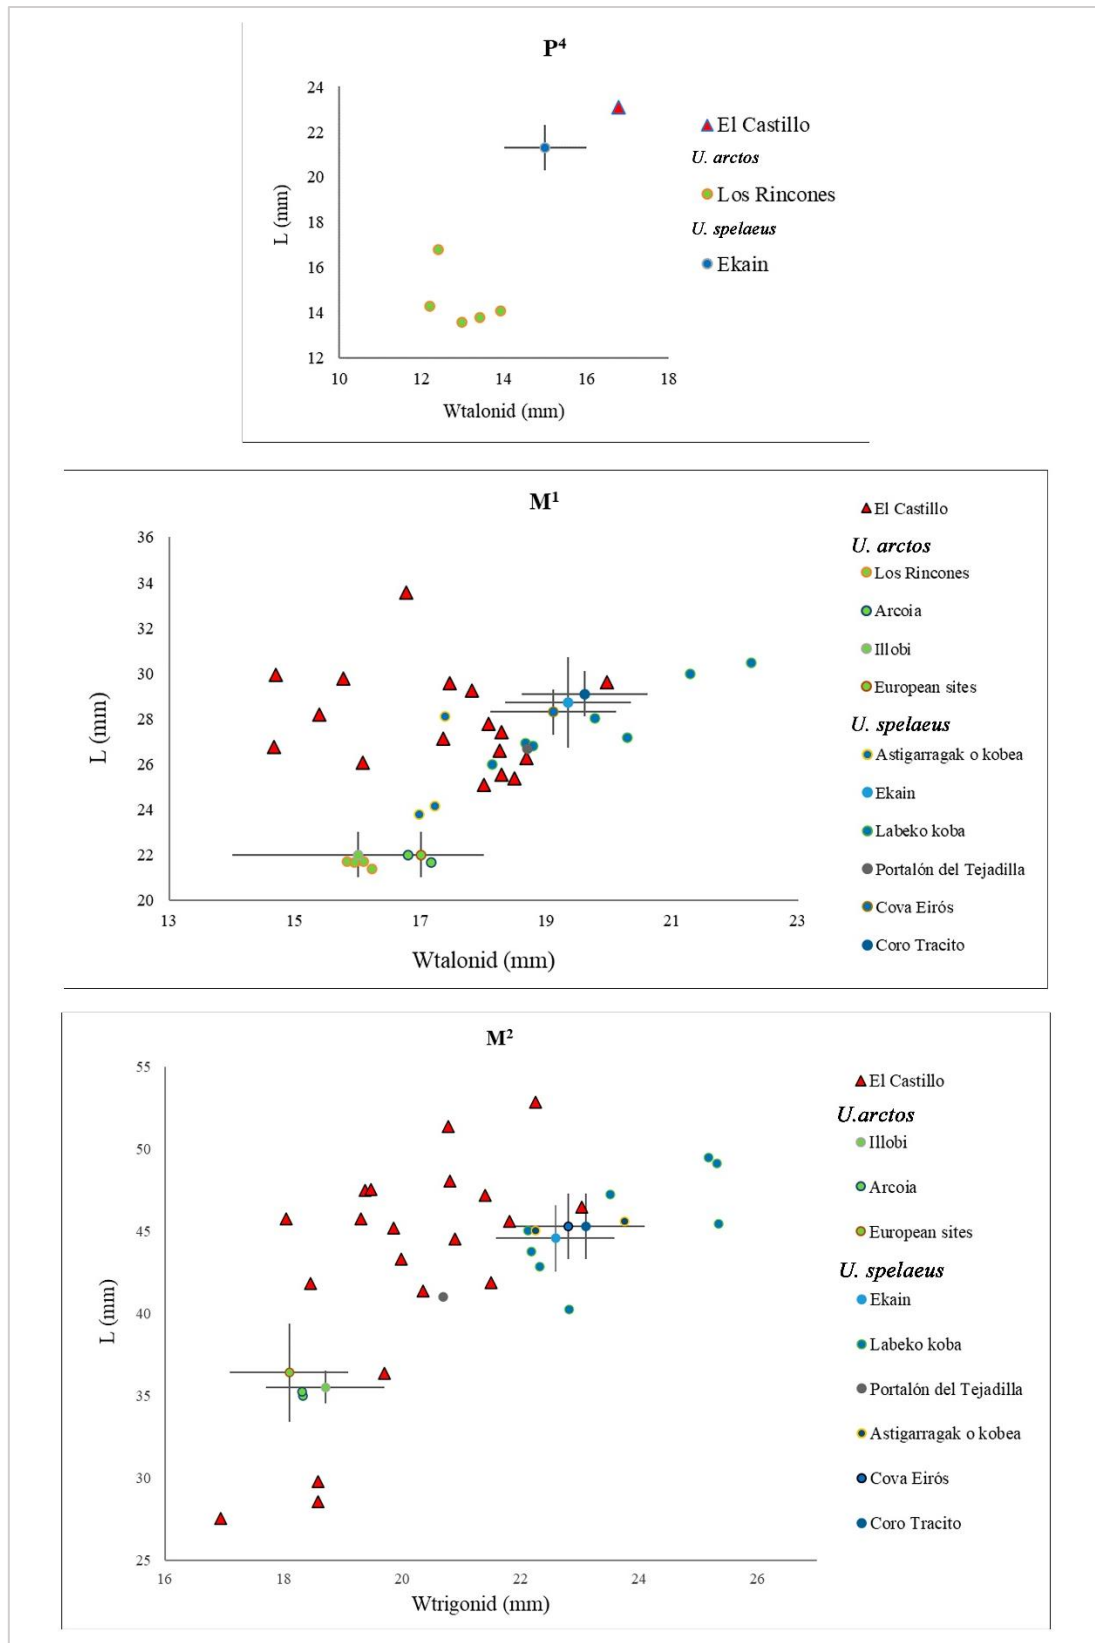 P⁴
24
22
20
18
16
14
12
L (mm)
10 12 14 16 18
Wtalonid (mm)
El Castillo
U. arctos
Los Rincones
U. spelaeus
Ekain
M¹
36
34
32
30
28
26
24
22
20
L (mm)
13 15 17 19 21 23
Wtalonid (mm)
El Castillo
U. arctos
Los Rincones
Arcoia
Illobi
European sites
U. spelaeus
Astigarragak o kobea
Ekain
Labeko koba
Portalón del Tejadilla
Cova Eirós
Coro Tracito
M²
55
50
45
40
35
30
25
L (mm)
16 18 20 22 24 26
Wtrigonid (mm)
El Castillo
U.arctos
Illobi
Arcoia
European sites
U. spelaeus
Ekain
Labeko koba
Portalón del Tejadilla
Astigarragak o kobea
Cova Eirós
Coro Tracito